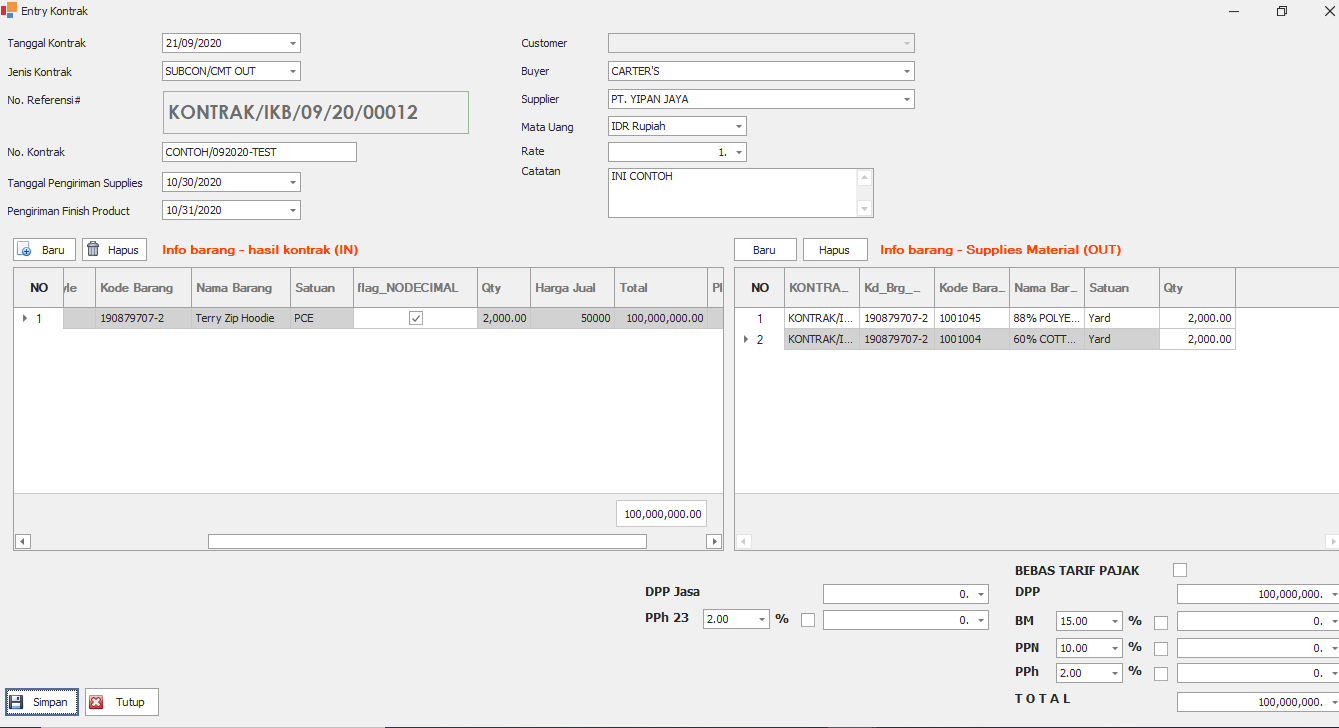 Entry Kontrak
Tanggal Kontrak 21/09/2020
Jenis Kontrak SUBCON/CMT OUT
No. Referensi# KONTRAK/IKB/09/20/00012
No. Kontrak CONTOH/092020-TEST
Tanggal Pengiriman Supplies 10/30/2020
Pengiriman Finish Product 10/31/2020
Customer
Buyer CARTER'S
Supplier PT. YIPAN JAYA
Mata Uang IDR Rupiah
Rate 1.
Catatan INI CONTOH
Baru Hapus Info barang - hasil kontrak (IN)
NO yle Kode Barang Nama Barang Satuan flag_NODECIMAL Qty Harga Jual Total Pl
1 190879707-2 Terry Zip Hoodie PCE 2,000.00 50000 100,000,000.00
100,000,000.00
Baru Hapus Info barang - Supplies Material (OUT)
NO KONTRA... Kd_Brg_... Kode Bara... Nama Bar... Satuan Qty
1 KONTRAK/I... 190879707-2 1001045 88% POLYE... Yard 2,000.00
2 KONTRAK/I... 190879707-2 1001004 60% COTT... Yard 2,000.00
DPP Jasa 0.
PPh 23 2.00 % 0.
BEBAS TARIF PAJAK
DPP 100,000,000.
BM 15.00 % 0.
PPN 10.00 % 0.
PPh 2.00 % 0.
T O T A L 100,000,000.
Simpan Tutup